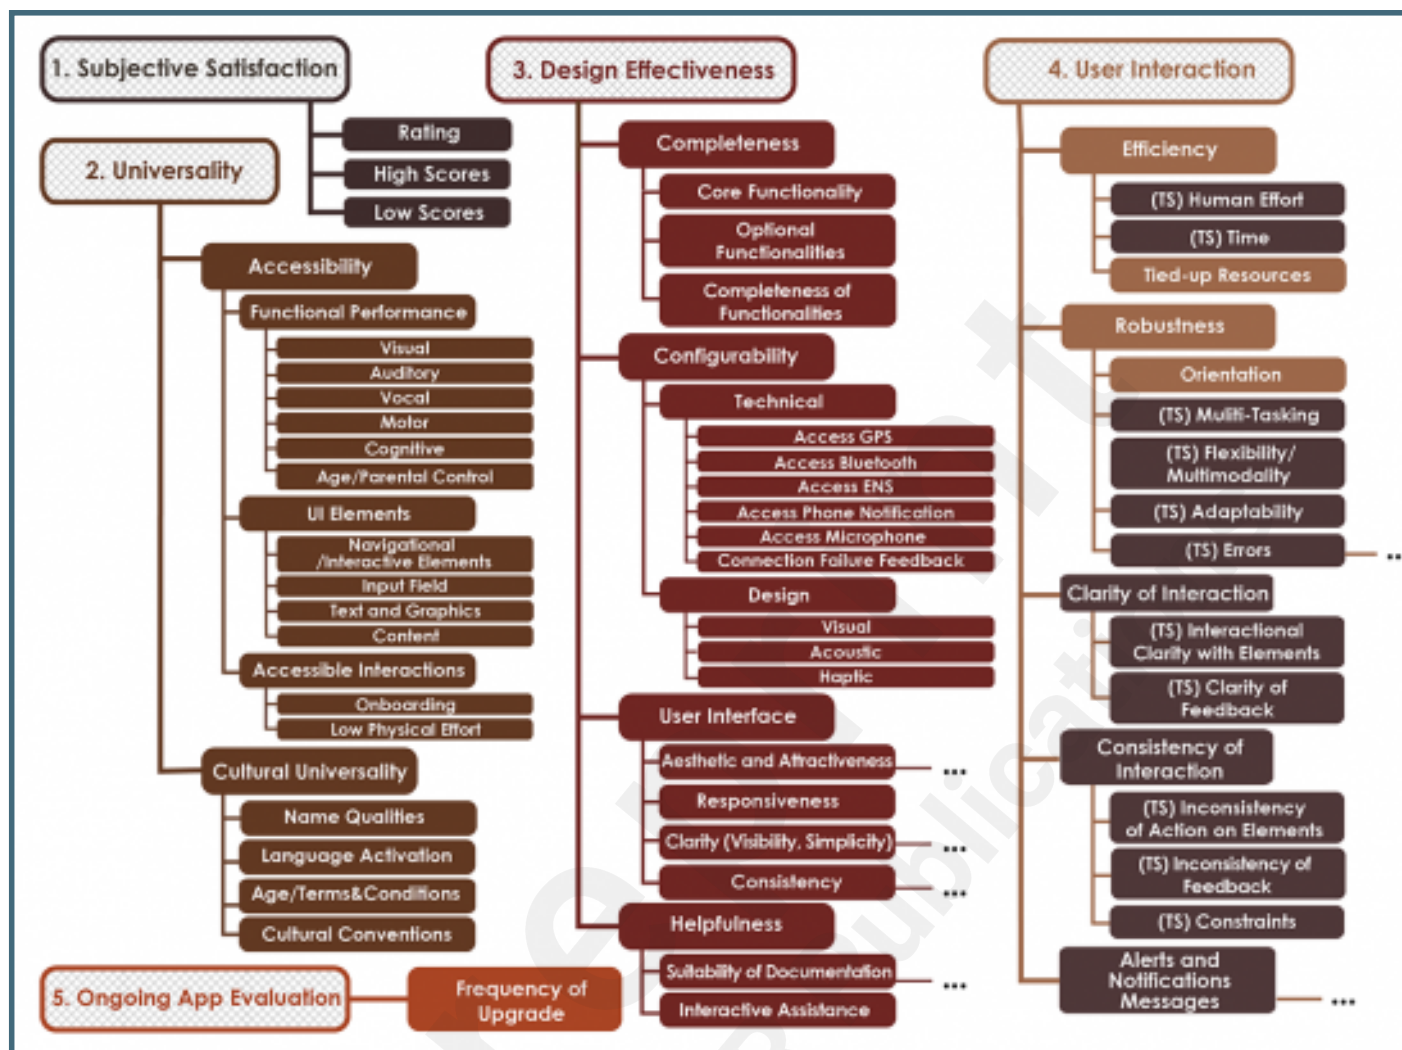 1. Subjective Satisfaction
Rating
High Scores
Low Scores
2. Universality
Accessibility
Functional Performance
Visual
Auditory
Vocal
Motor
Cognitive
Age/Parental Control
UI Elements
Navigational
/Interactive Elements
Input Field
Text and Graphics
Content
Accessible Interactions
Onboarding
Low Physical Effort
Cultural Universality
Name Qualities
Language Activation
Age/Terms&Conditions
Cultural Conventions
3. Design Effectiveness
Completeness
Core Functionality
Optional
Functionalities
Completeness of
Functionalities
Configurability
Technical
Access GPS
Access Bluetooth
Access ENS
Access Phone Notification
Access Microphone
Connection Failure Feedback
Design
Visual
Acoustic
Haptic
User Interface
Aesthetic and Attractiveness ...
Responsiveness
Clarity (Visibility, Simplicity) ...
Consistency ...
Helpfulness
Suitability of Documentation ...
Interactive Assistance
4. User Interaction
Efficiency
(TS) Human Effort
(TS) Time
Tied-up Resources
Robustness
Orientation
(TS) Muliti-Tasking
(TS) Flexibility/
Multimodality
(TS) Adaptability
(TS) Errors ...
Clarity of Interaction
(TS) Interactional
Clarity with Elements
(TS) Clarity of
Feedback
Consistency of
Interaction
(TS) Inconsistency
of Action on Elements
(TS) Inconsistency of
Feedback
(TS) Constraints
Alerts and
Notifications
Messages ...
5. Ongoing App Evaluation
Frequency of
Upgrade